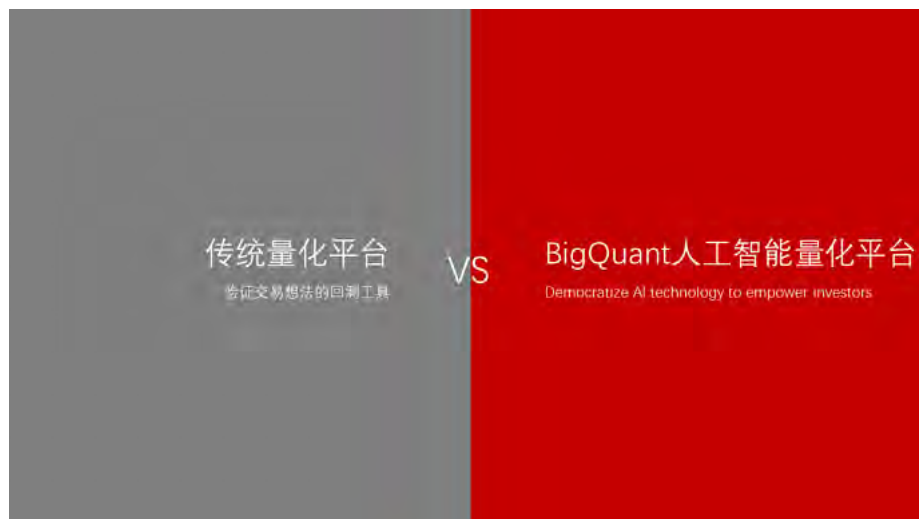 传统量化平台
验证交易想法的回测工具
VS
BigQuant人工智能量化平台
Democratize AI technology to empower investors